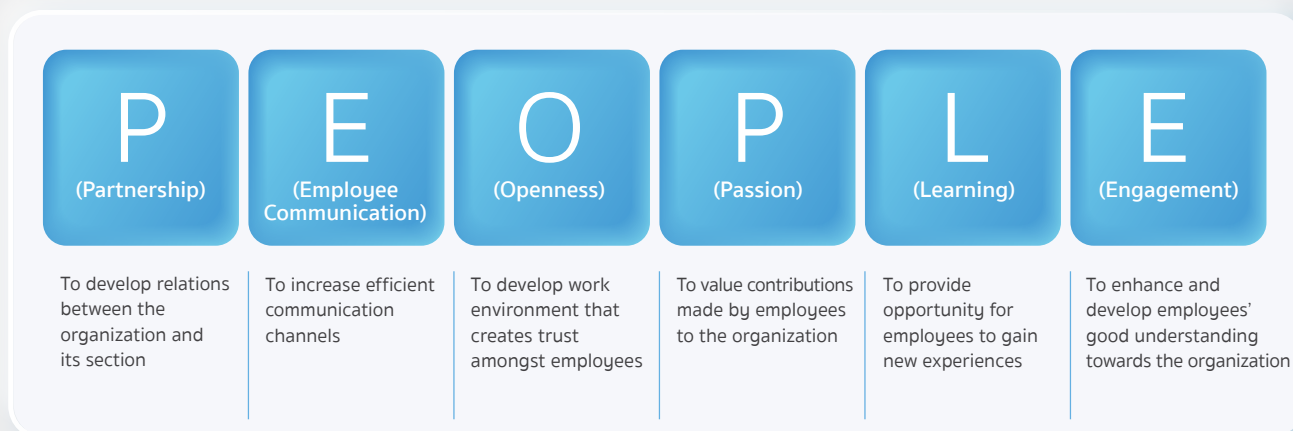 P
(Partnership)
To develop relations
between the
organization and
its section
E
(Employee
Communication)
To increase efficient
communication
channels
O
(Openness)
To develop work
environment that
creates trust
amongst employees
P
(Passion)
To value contributions
made by employees
to the organization
L
(Learning)
To provide
opportunity for
employees to gain
new experiences
E
(Engagement)
To enhance and
develop employees’
good understanding
towards the organization